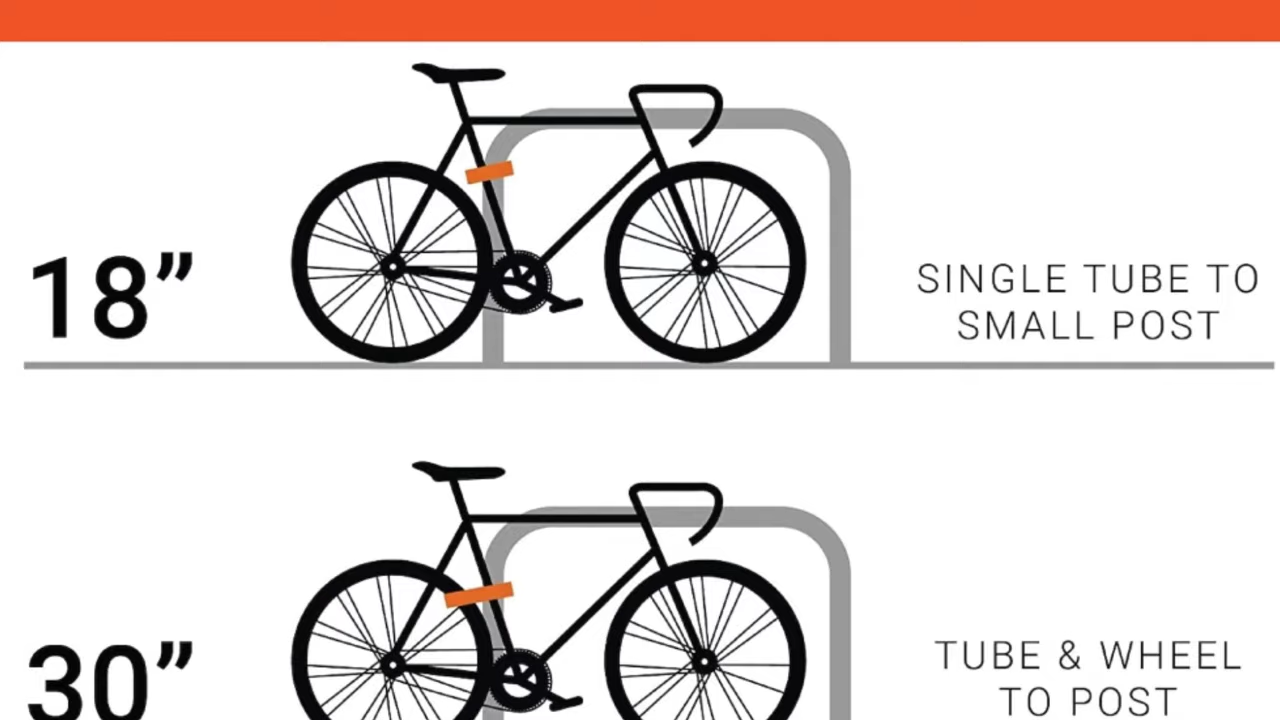 18”
SINGLE TUBE TO
SMALL POST
30”
TUBE & WHEEL
TO POST